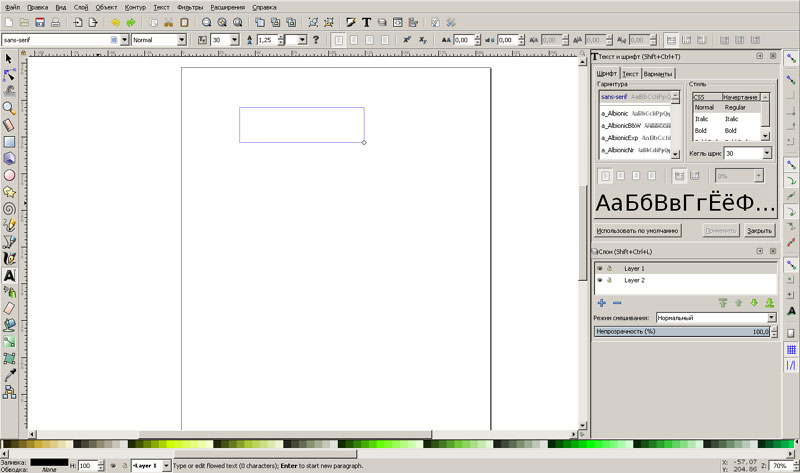 Файл Правка Вид Слой Объект Контур Текст Фильтры Расширения Справка
sans-serif Normal 30 1,25 0,00 0,00 0,00 0,00 0,00
Текст и шрифт (Shift+Ctrl+T)
Шрифт Текст Варианты
Гарнитура Стиль
sans-serif AaBbCcIiPpQq
CSS Начертание
Normal Regular
a_Albionic AaBbCcIiPpQq
Italic Italic
a_AlbionicB&W
Bold Bold
a_AlbionicExp AaBbCcIi
a_AlbionicNr AaBbCcIiPpQq
Кегль шриф 30
0%
АаБбВвГгЁёФ...
Использовать по умолчанию Применить Закрыть
Слои (Shift+Ctrl+L)
Layer 1
Layer 2
Режим смешивания: Нормальный
Непрозрачность (%) 100,0
Заливка: Н: 100 Layer 1 Type or edit flowed text (0 characters); Enter to start new paragraph. X: -57.07 Z: 70%
Обводка: None Y: 204.86